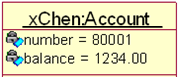 xChen:Account
number = 80001
balance = 1234.00